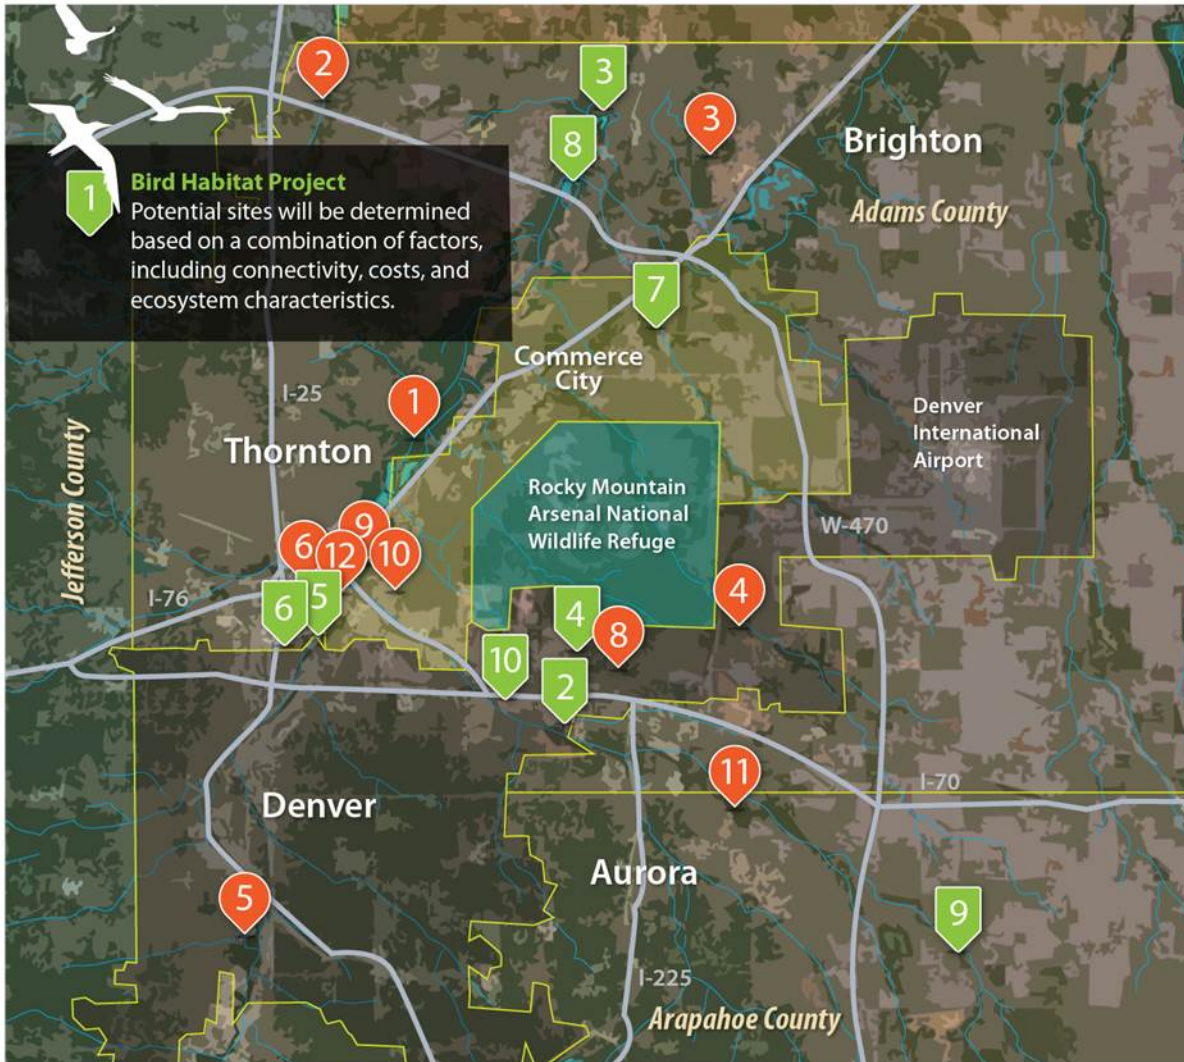 2
3
3
8
Brighton
Adams County
1
Bird Habitat Project
Potential sites will be determined
based on a combination of factors,
including connectivity, costs, and
ecosystem characteristics.
7
Commerce
City
I-25
1
Denver
International
Airport
Thornton
Jefferson County
Rocky Mountain
Arsenal National
Wildlife Refuge
W-470
9
6
12
10
I-76
6
5
4
4
8
10
2
11
I-70
Denver
Aurora
5
9
I-225
Arapahoe County